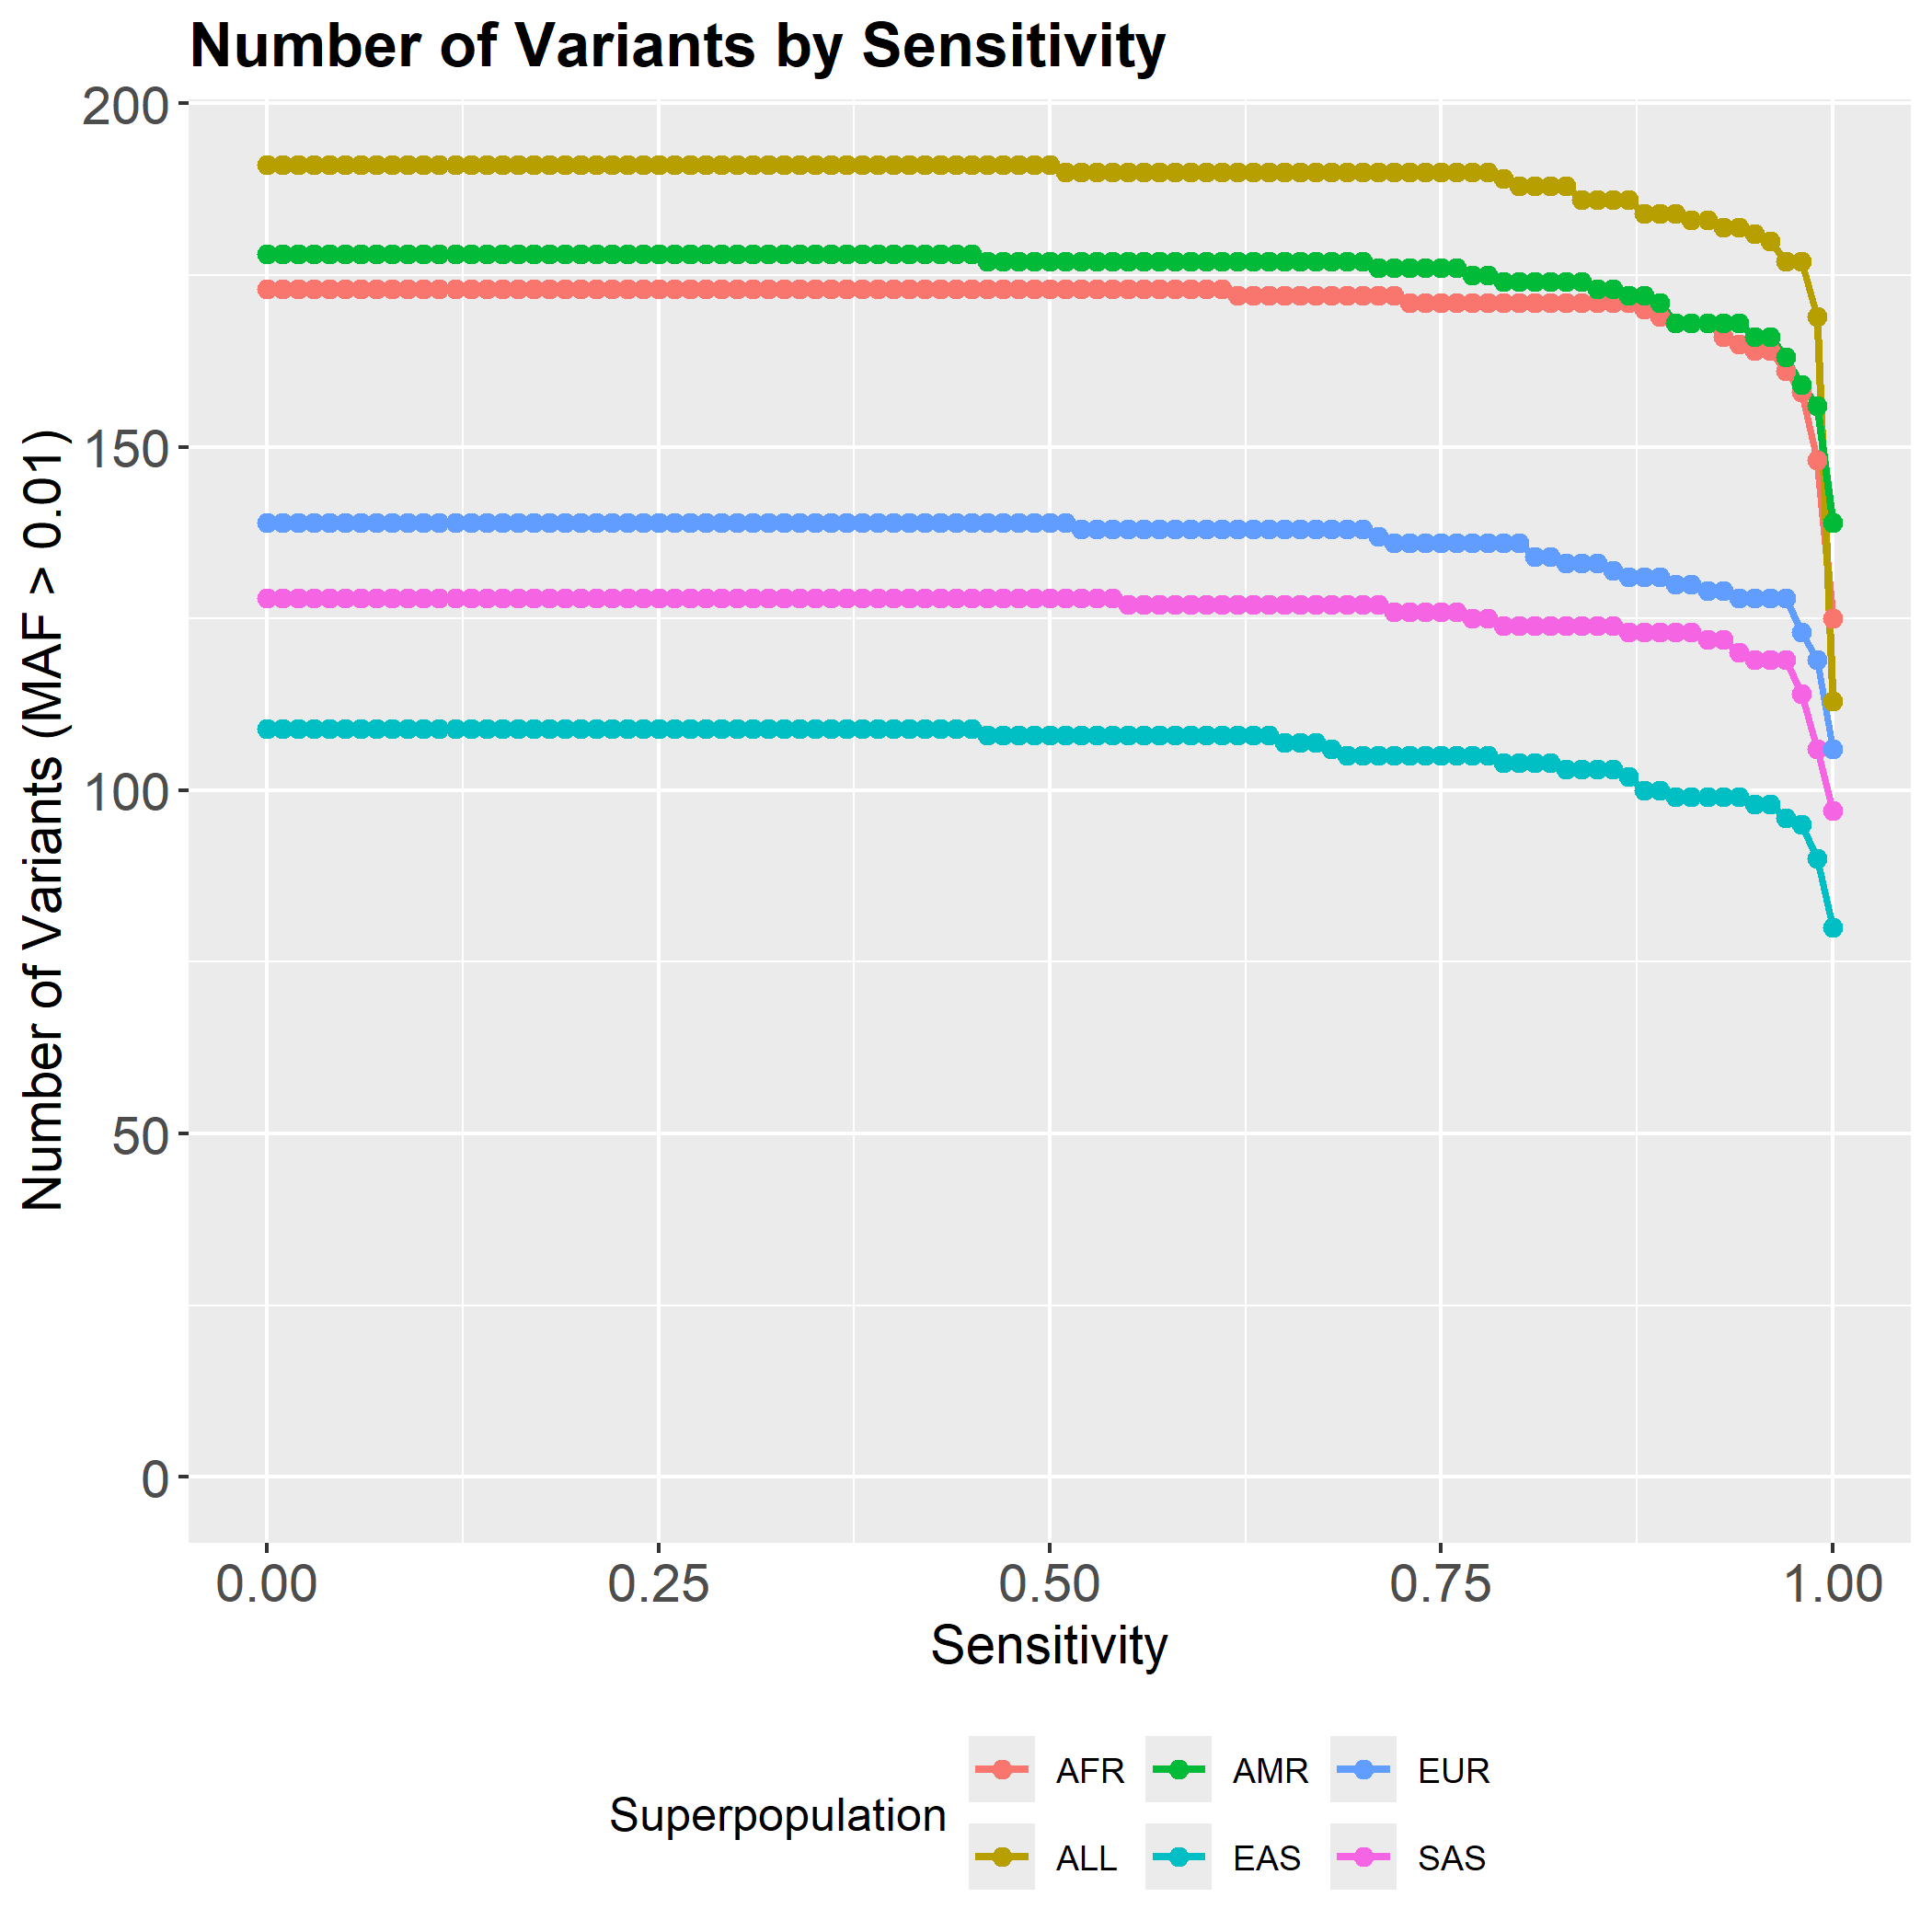 Number of Variants by Sensitivity
200
150
100
50
0
Number of Variants (MAF > 0.01)
0.00 0.25 0.50 0.75 1.00
Sensitivity
Superpopulation
AFR AMR EUR
ALL EAS SAS